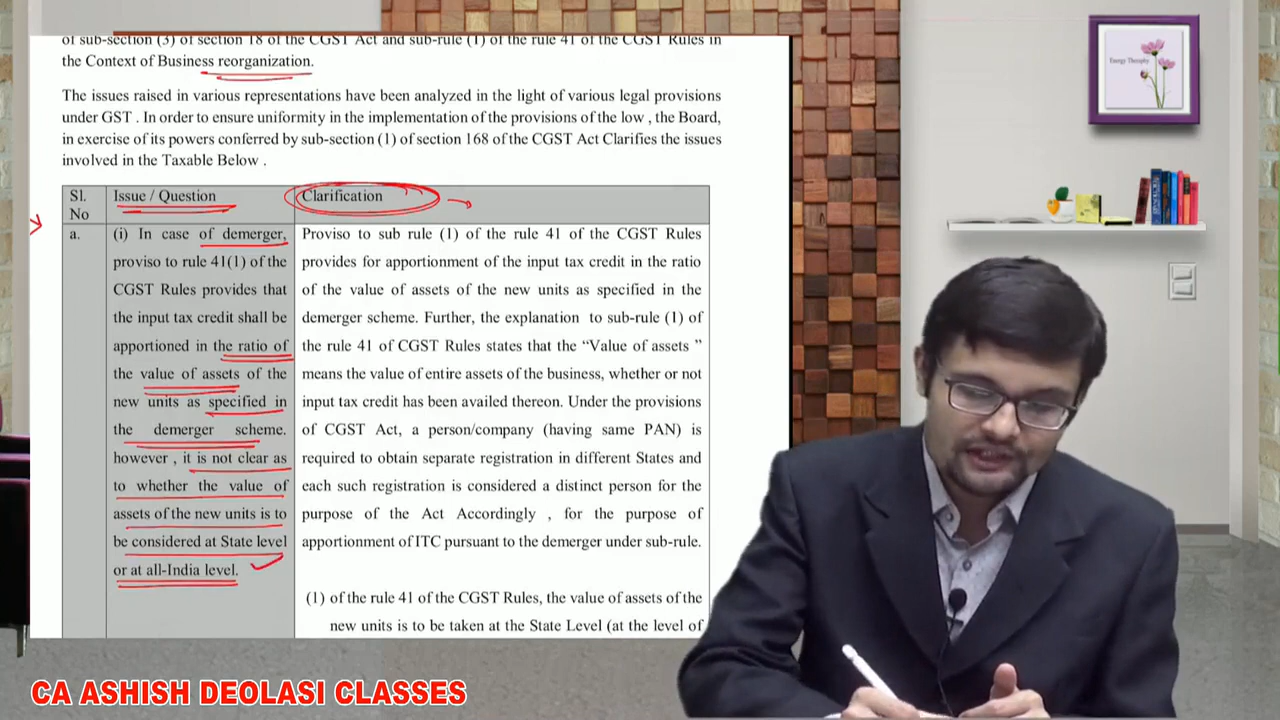 of sub-section (3) of section 18 of the CGST Act and sub-rule (1) of the rule 41 of the CGST Rules in
the Context of Business reorganization.
The issues raised in various representations have been analyzed in the light of various legal provisions
under GST . In order to ensure uniformity in the implementation of the provisions of the low , the Board,
in exercise of its powers conferred by sub-section (1) of section 168 of the CGST Act Clarifies the issues
involved in the Taxable Below .
Sl.
No
Issue / Question
Clarification
a.
(i) In case of demerger,
proviso to rule 41(1) of the
CGST Rules provides that
the input tax credit shall be
apportioned in the ratio of
the value of assets of the
new units as specified in
the demerger scheme.
however , it is not clear as
to whether the value of
assets of the new units is to
be considered at State level
or at all-India level.
Proviso to sub rule (1) of the rule 41 of the CGST Rules
provides for apportionment of the input tax credit in the ratio
of the value of assets of the new units as specified in the
demerger scheme. Further, the explanation to sub-rule (1) of
the rule 41 of CGST Rules states that the “Value of assets ”
means the value of entire assets of the business, whether or not
input tax credit has been availed thereon. Under the provisions
of CGST Act, a person/company (having same PAN) is
required to obtain separate registration in different States and
each such registration is considered a distinct person for the
purpose of the Act Accordingly , for the purpose of
apportionment of ITC pursuant to the demerger under sub-rule.
(1) of the rule 41 of the CGST Rules, the value of assets of the
new units is to be taken at the State Level (at the level of
Energy Theraphy
CA ASHISH DEOLASI CLASSES